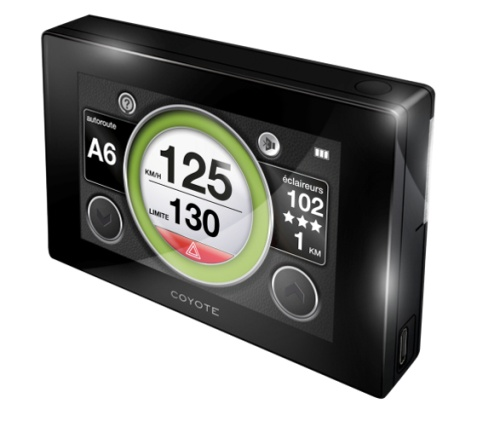 autoroute
A6
?
125
KM/H
LIMITE 130
éclaireurs
102
1 KM
COYOTE